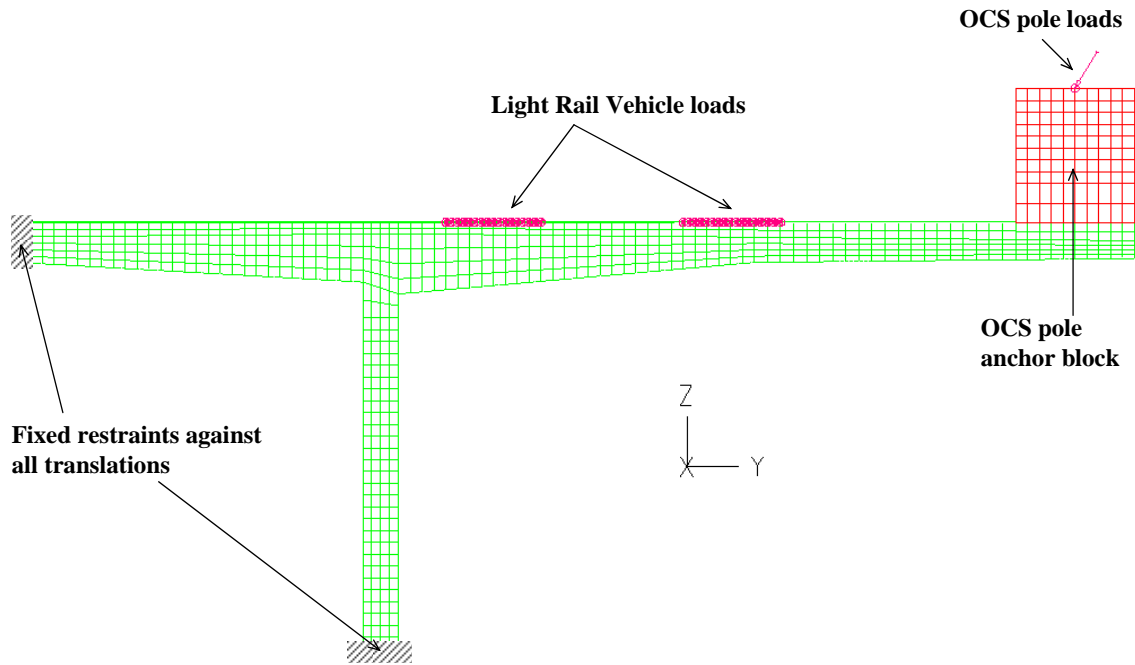 OCS pole loads
Light Rail Vehicle loads
OCS pole
anchor block
Fixed restraints against
all translations
Z
X
Y